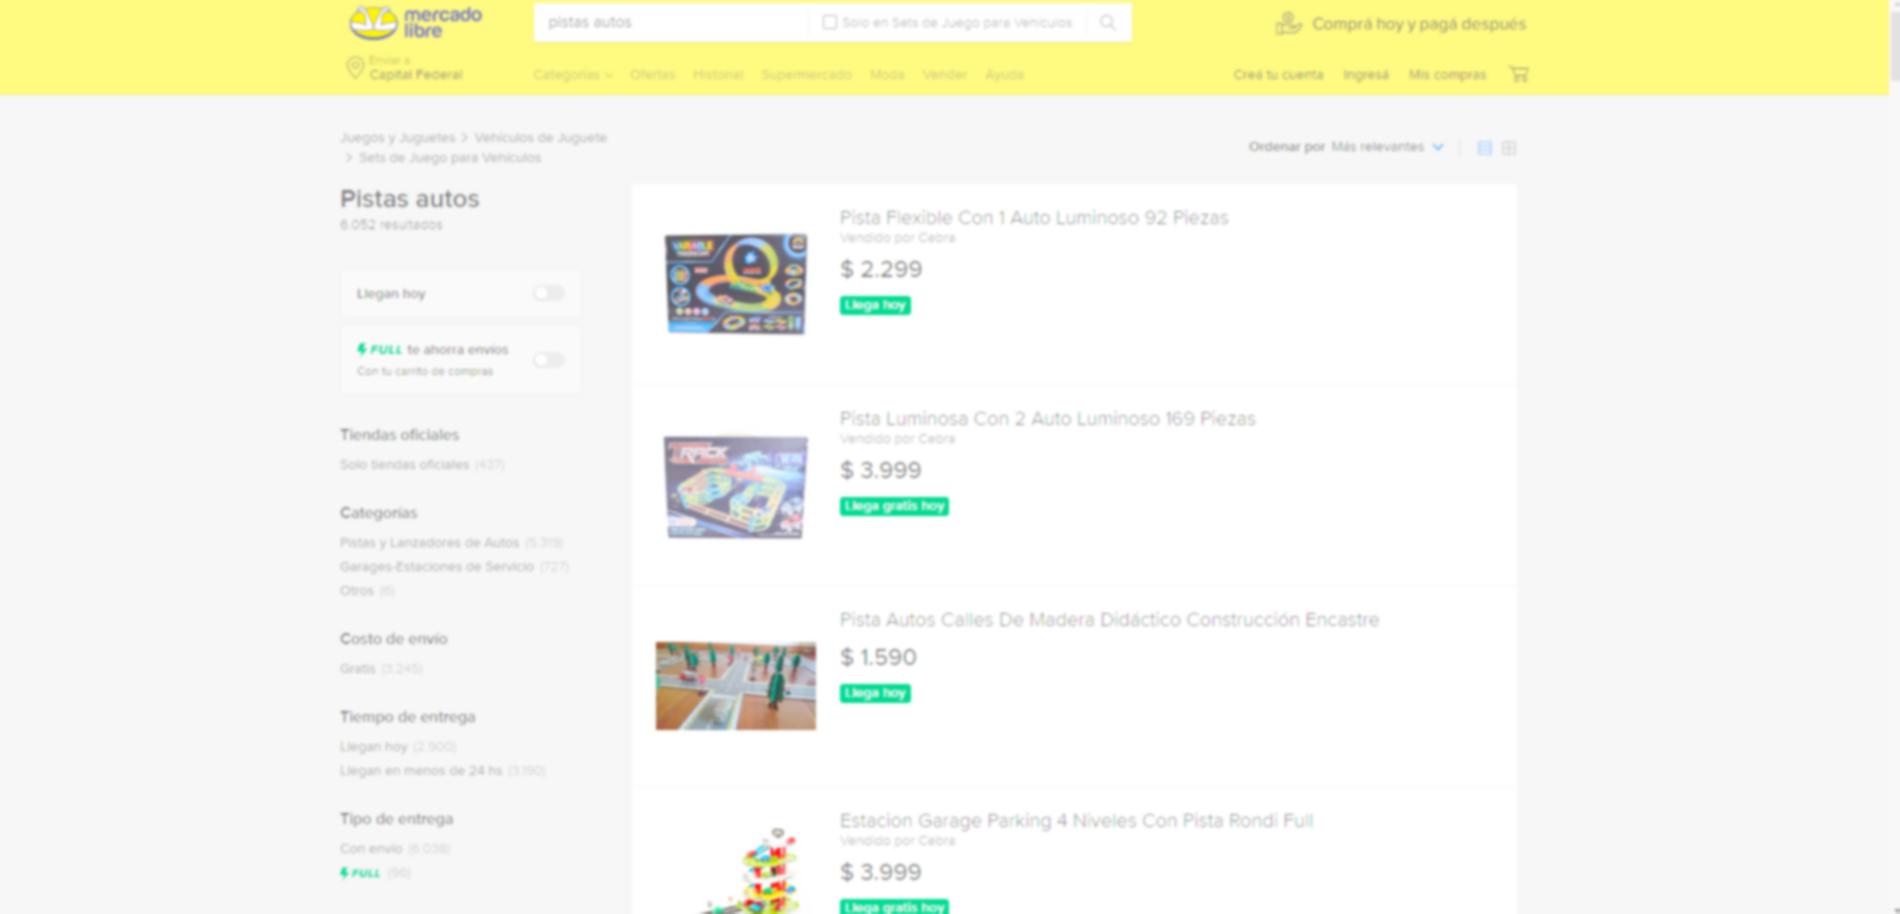 mercado
libre
pistas autos
Solo en Sets de Juego para Vehículos
Comprá hoy y pagá después
Enviar a
Capital Federal
Categorías Ofertas Historial Supermercado Moda Vender Ayuda
Creá tu cuenta Ingresá Mis compras
Juegos y Juguetes > Vehículos de Juguete
> Sets de Juego para Vehículos
Ordenar por Más relevantes
Pistas autos
6.052 resultados
Llegan hoy
FULL te ahorra envíos
Con tu carrito de compras
Tiendas oficiales
Solo tiendas oficiales (437)
Categorías
Pistas y Lanzadores de Autos (5.319)
Garages-Estaciones de Servicio (727)
Otros (6)
Costo de envío
Gratis (3.245)
Tiempo de entrega
Llegan hoy (2.900)
Llegan en menos de 24 hs (3.190)
Tipo de entrega
Con envío (6.038)
FULL (96)
Pista Flexible Con 1 Auto Luminoso 92 Piezas
Vendido por Cebra
$ 2.299
Llega hoy
Pista Luminosa Con 2 Auto Luminoso 169 Piezas
Vendido por Cebra
$ 3.999
Llega gratis hoy
TRACK
Pista Autos Calles De Madera Didáctico Construcción Encastre
$ 1.590
Llega hoy
Estacion Garage Parking 4 Niveles Con Pista Rondi Full
Vendido por Cebra
$ 3.999
Llega gratis hoy